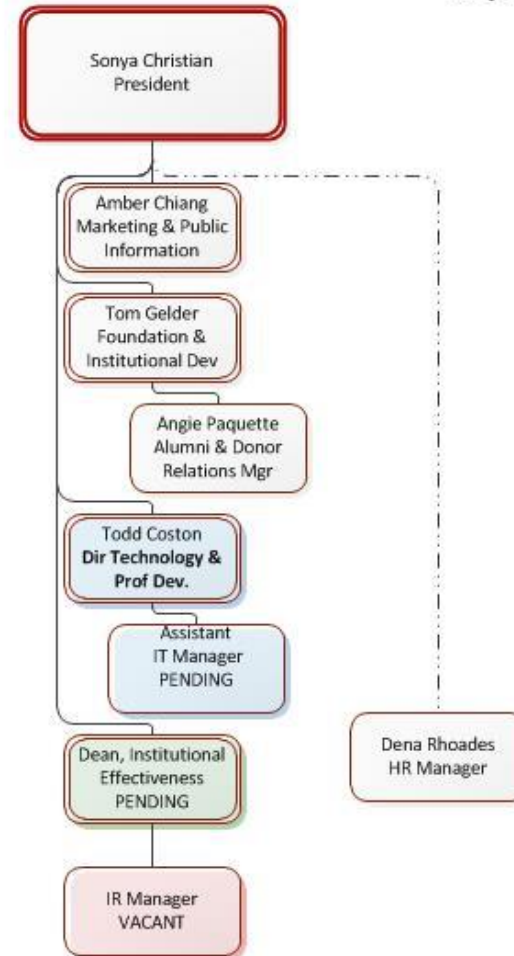 Sonya Christian
President
Amber Chiang
Marketing & Public
Information
Tom Gelder
Foundation &
Institutional Dev
Angie Paquette
Alumni & Donor
Relations Mgr
Todd Coston
Dir Technology &
Prof Dev.
Assistant
IT Manager
PENDING
Dean, Institutional
Effectiveness
PENDING
Dena Rhoades
HR Manager
IR Manager
VACANT